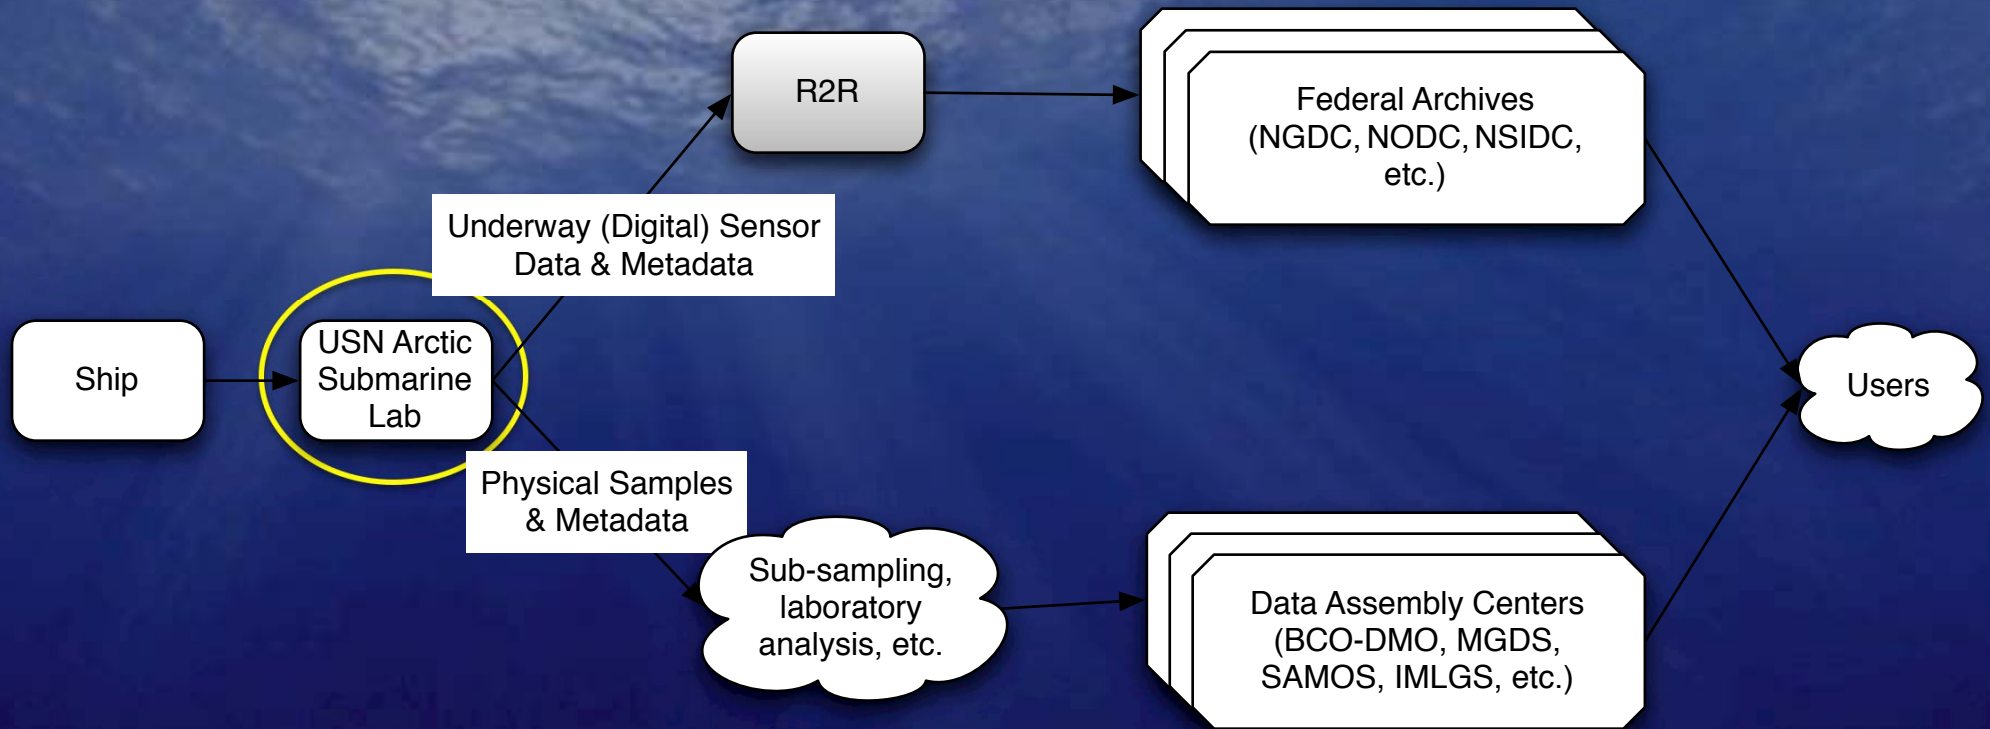 R2R
Federal Archives
(NGDC, NODC, NSIDC,
etc.)
Underway (Digital) Sensor
Data & Metadata
Ship
USN Arctic
Submarine
Lab
Users
Physical Samples
& Metadata
Sub-sampling,
laboratory
analysis, etc.
Data Assembly Centers
(BCO-DMO, MGDS,
SAMOS, IMLGS, etc.)